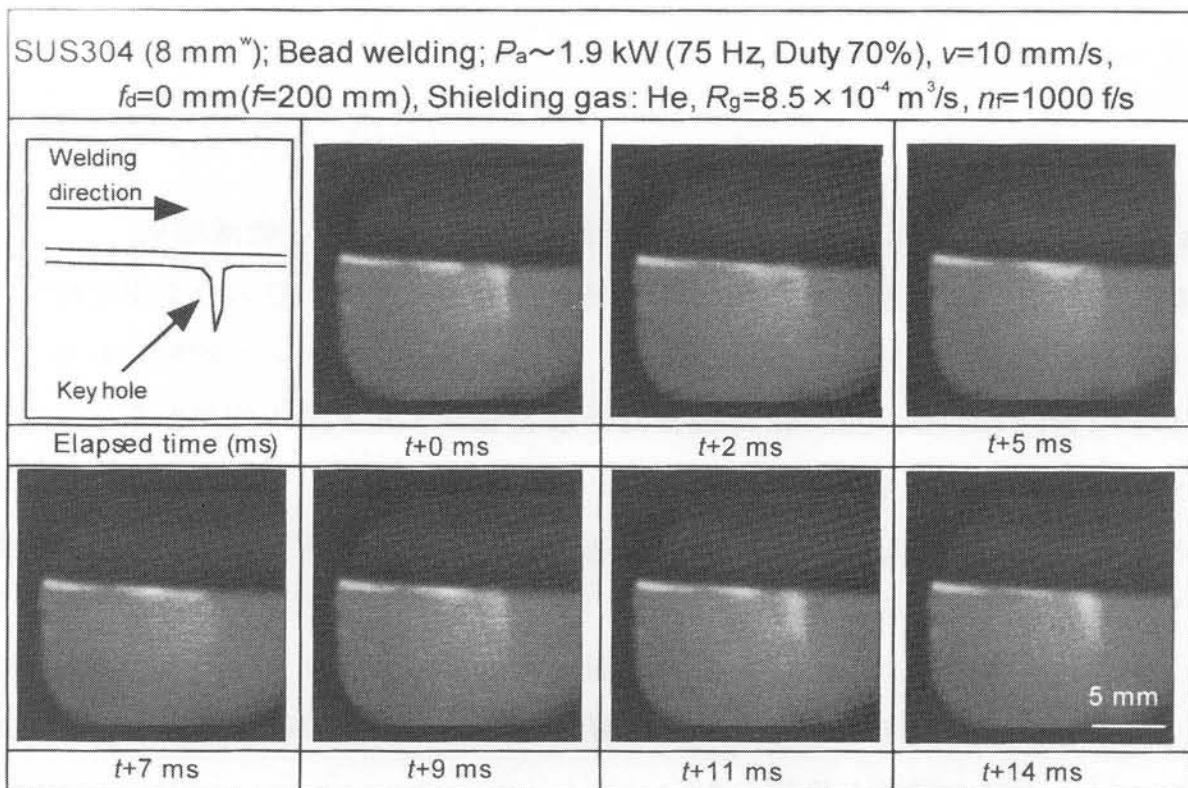 SUS304 (8 mmʷ); Bead welding; Pa~1.9 kW (75 Hz, Duty 70%), v=10 mm/s,
fd=0 mm(f=200 mm), Shielding gas: He, Rg=8.5×10⁻⁴ m³/s, nf=1000 f/s
Welding
direction
Key hole
Elapsed time (ms)
t+0 ms
t+2 ms
t+5 ms
5 mm
t+7 ms
t+9 ms
t+11 ms
t+14 ms